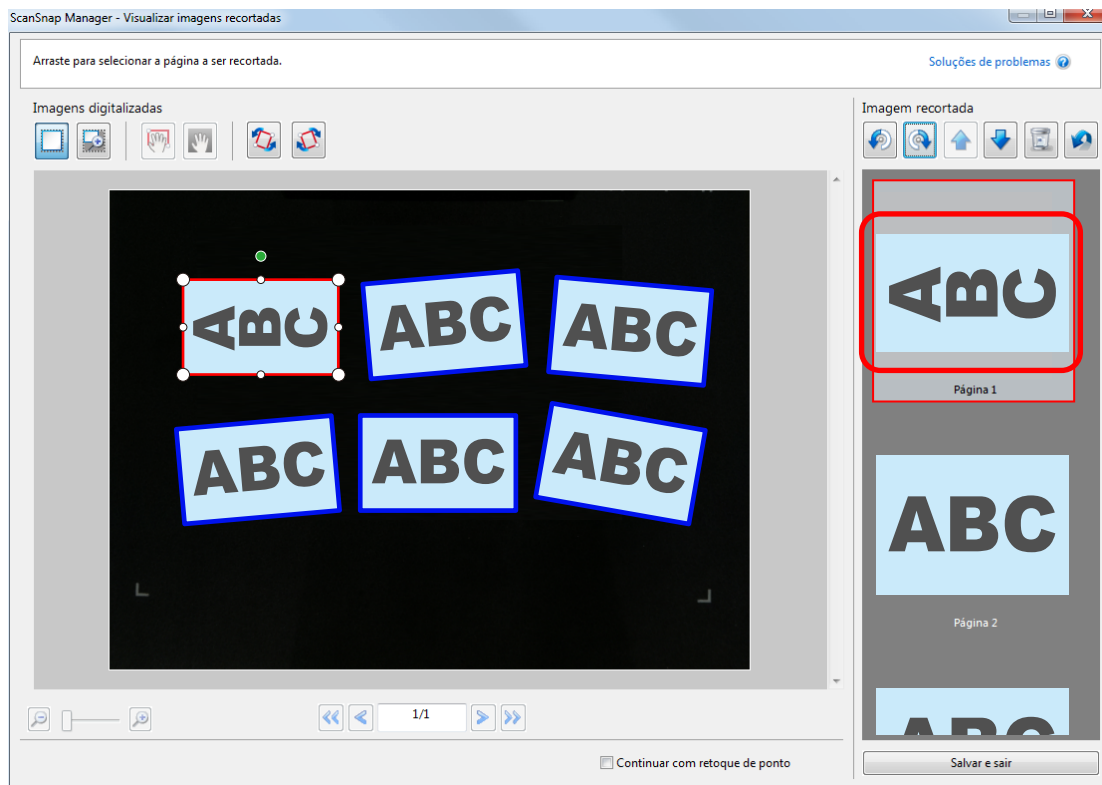 ScanSnap Manager - Visualizar imagens recortadas
Arraste para selecionar a página a ser recortada.
Soluções de problemas
Imagens digitalizadas
Imagem recortada
ABC
ABC
ABC
ABC
ABC
ABC
ABC
Página 1
ABC
Página 2
ABC
1/1
Continuar com retoque de ponto
Salvar e sair